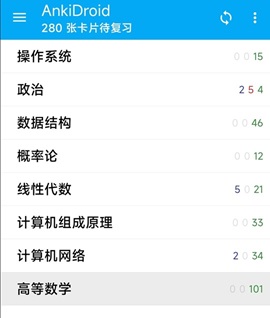 AnkiDroid
280 张卡片待复习
操作系统 0 0 15
政治 2 5 4
数据结构 0 0 46
概率论 0 0 12
线性代数 5 0 21
计算机组成原理 0 0 33
计算机网络 2 0 34
高等数学 0 0 101